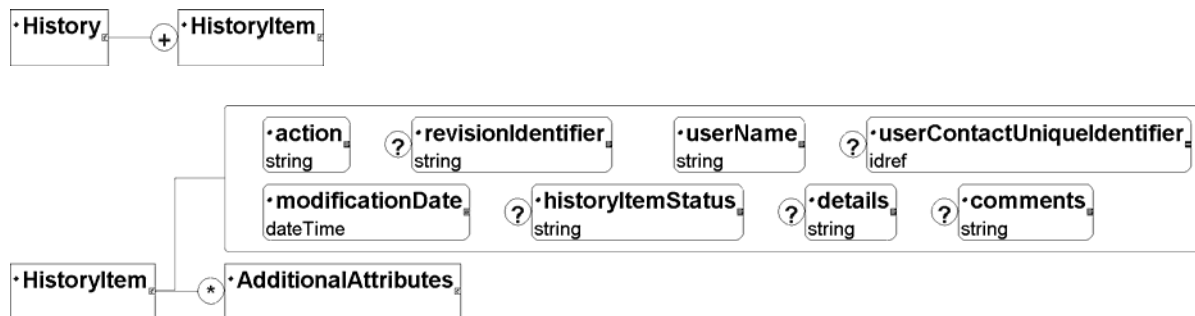 History + HistoryItem
action ? revisionIdentifier userName ? userContactUniqueIdentifier
string string string idref
modificationDate ? historyItemStatus ? details ? comments
dateTime string string string
HistoryItem * AdditionalAttributes